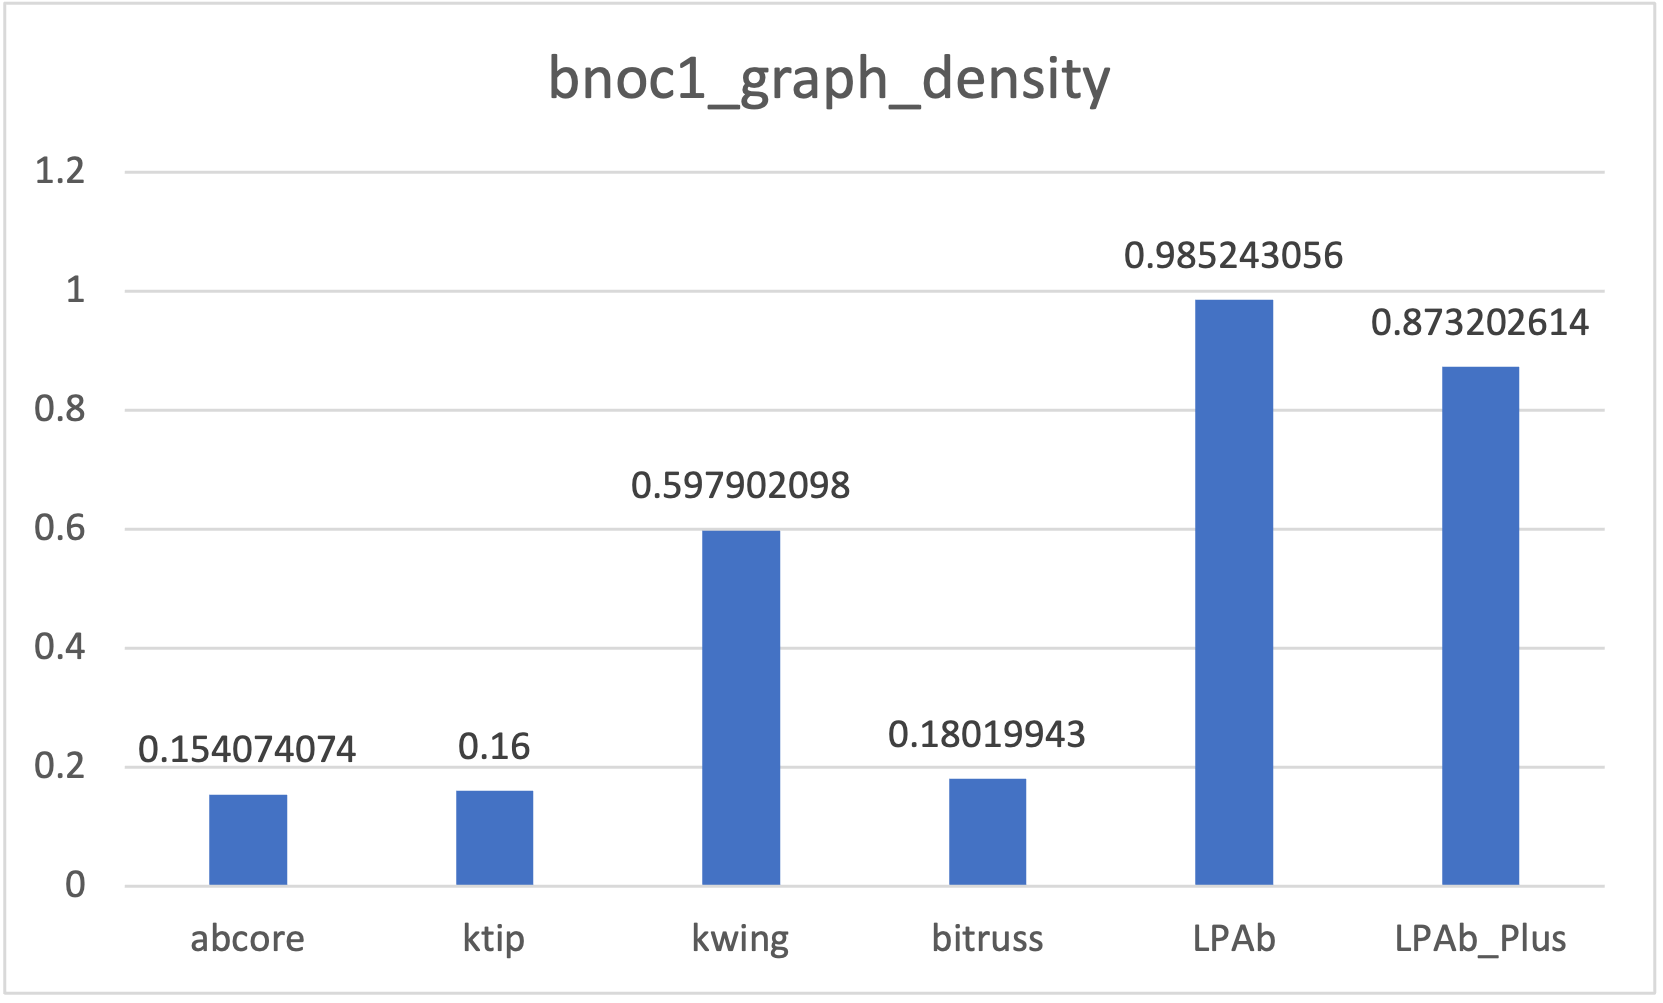 bnoc1_graph_density
1.2
1
0.8
0.6
0.4
0.2
0
0.154074074
0.16
0.597902098
0.18019943
0.985243056
0.873202614
abcore
ktip
kwing
bitruss
LPAb
LPAb_Plus